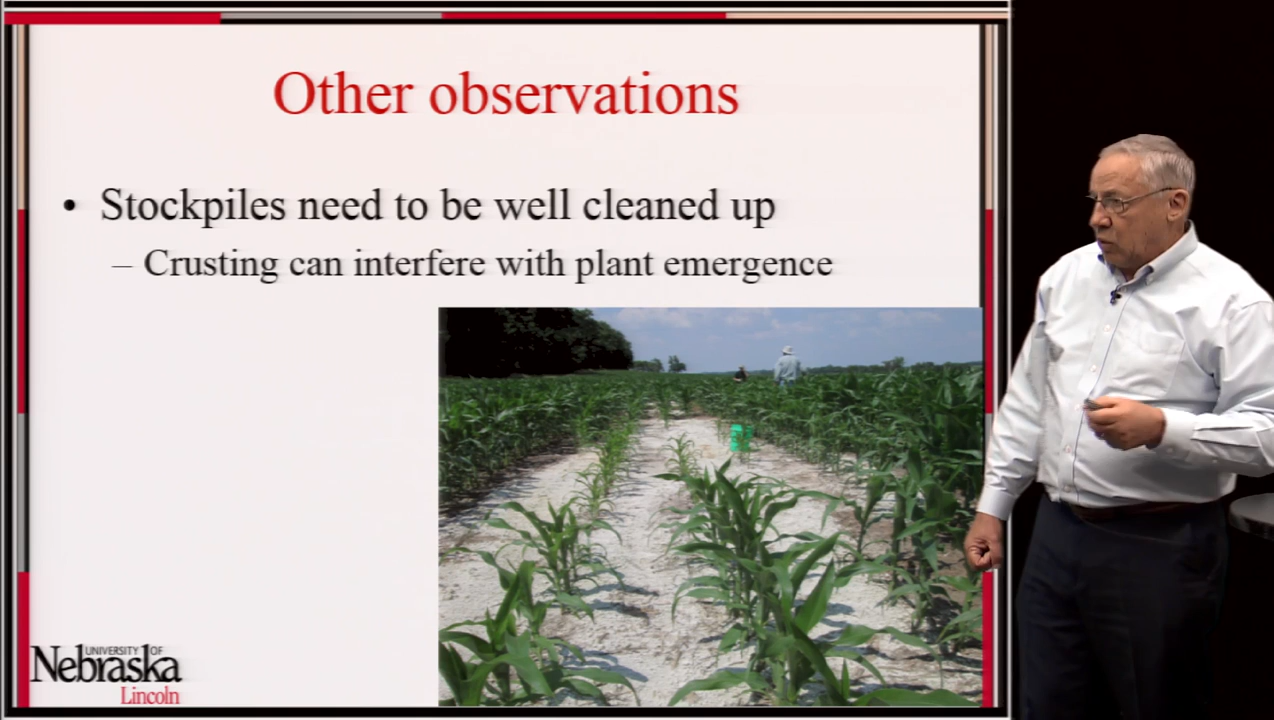 Other observations
• Stockpiles need to be well cleaned up
– Crusting can interfere with plant emergence
UNIVERSITY OF
Nebraska
Lincoln